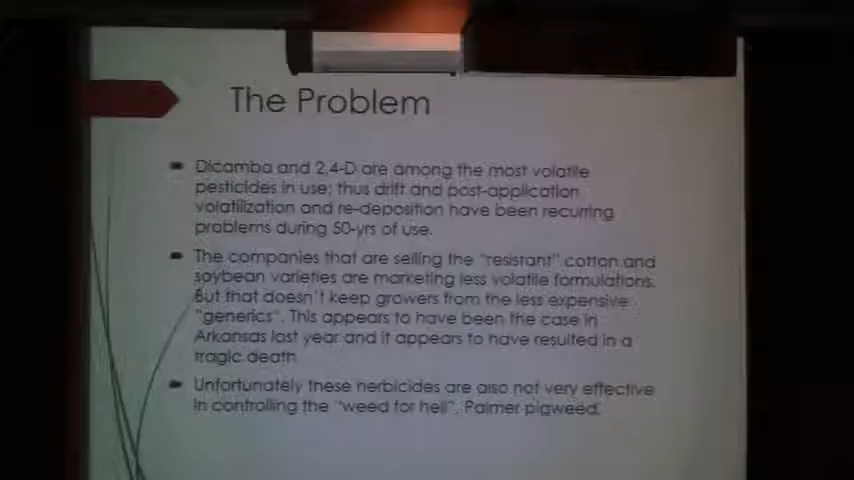 The Problem
Dicamba and 2,4-D are among the most volatile
pesticides in use; thus drift and post-application
volatilization and re-deposition have been recurring
problems during 50-yrs of use.
The companies that are selling the "resistant" cotton and
soybean varieties are marketing less volatile formulations.
But that doesn't keep growers from the less expensive
"generics". This appears to have been the case in
Arkansas last year and it appears to have resulted in a
tragic death
Unfortunately these herbicides are also not very effective
in controlling the "weed for hell", Palmer pigweed.